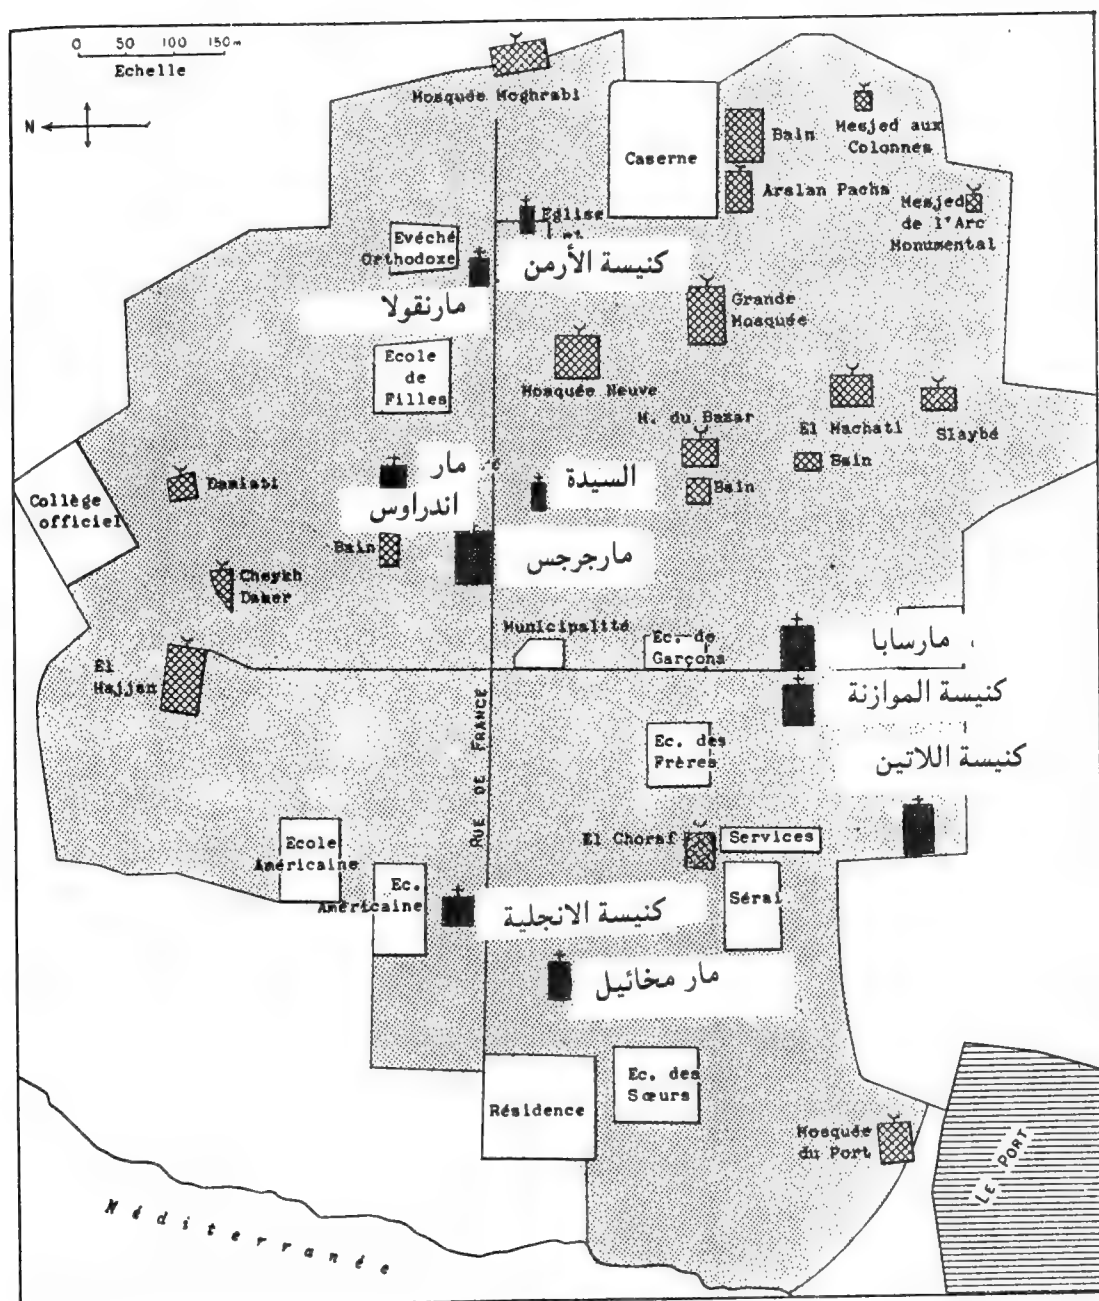 0 50 100 150m
Echelle
N
Mosquée Moghrabi
Caserne
Bain
Mesjed aux
Colonnes
Arslan Pacha
Mesjed
de l'Arc
Monumental
Eglise
Evéché
Orthodoxe
كنيسة الأرمن
مارنقولا
Grande
Mosquée
Ecole
de
Filles
Mosquée Neuve
M. du Bazar
El Machati
Slaybé
Bain
Bain
Collège
officiel
Damiati
مار
اندراوس
السيدة
Bain
مارجرجس
Cheykh
Damer
Municipalité
Ec. de
Garçons
مارسابا
El
Hajjan
كنيسة الموازنة
RUE DE FRANCE
Ec. des
Frères
كنيسة اللاتين
Ecole
Américaine
El Choraf
Services
Ec.
Américaine
كنيسة الانجلية
Sérai
مار مخائيل
Résidence
Ec. des
Sœurs
Mosquée
du Port
LE PORT
Méditerranée